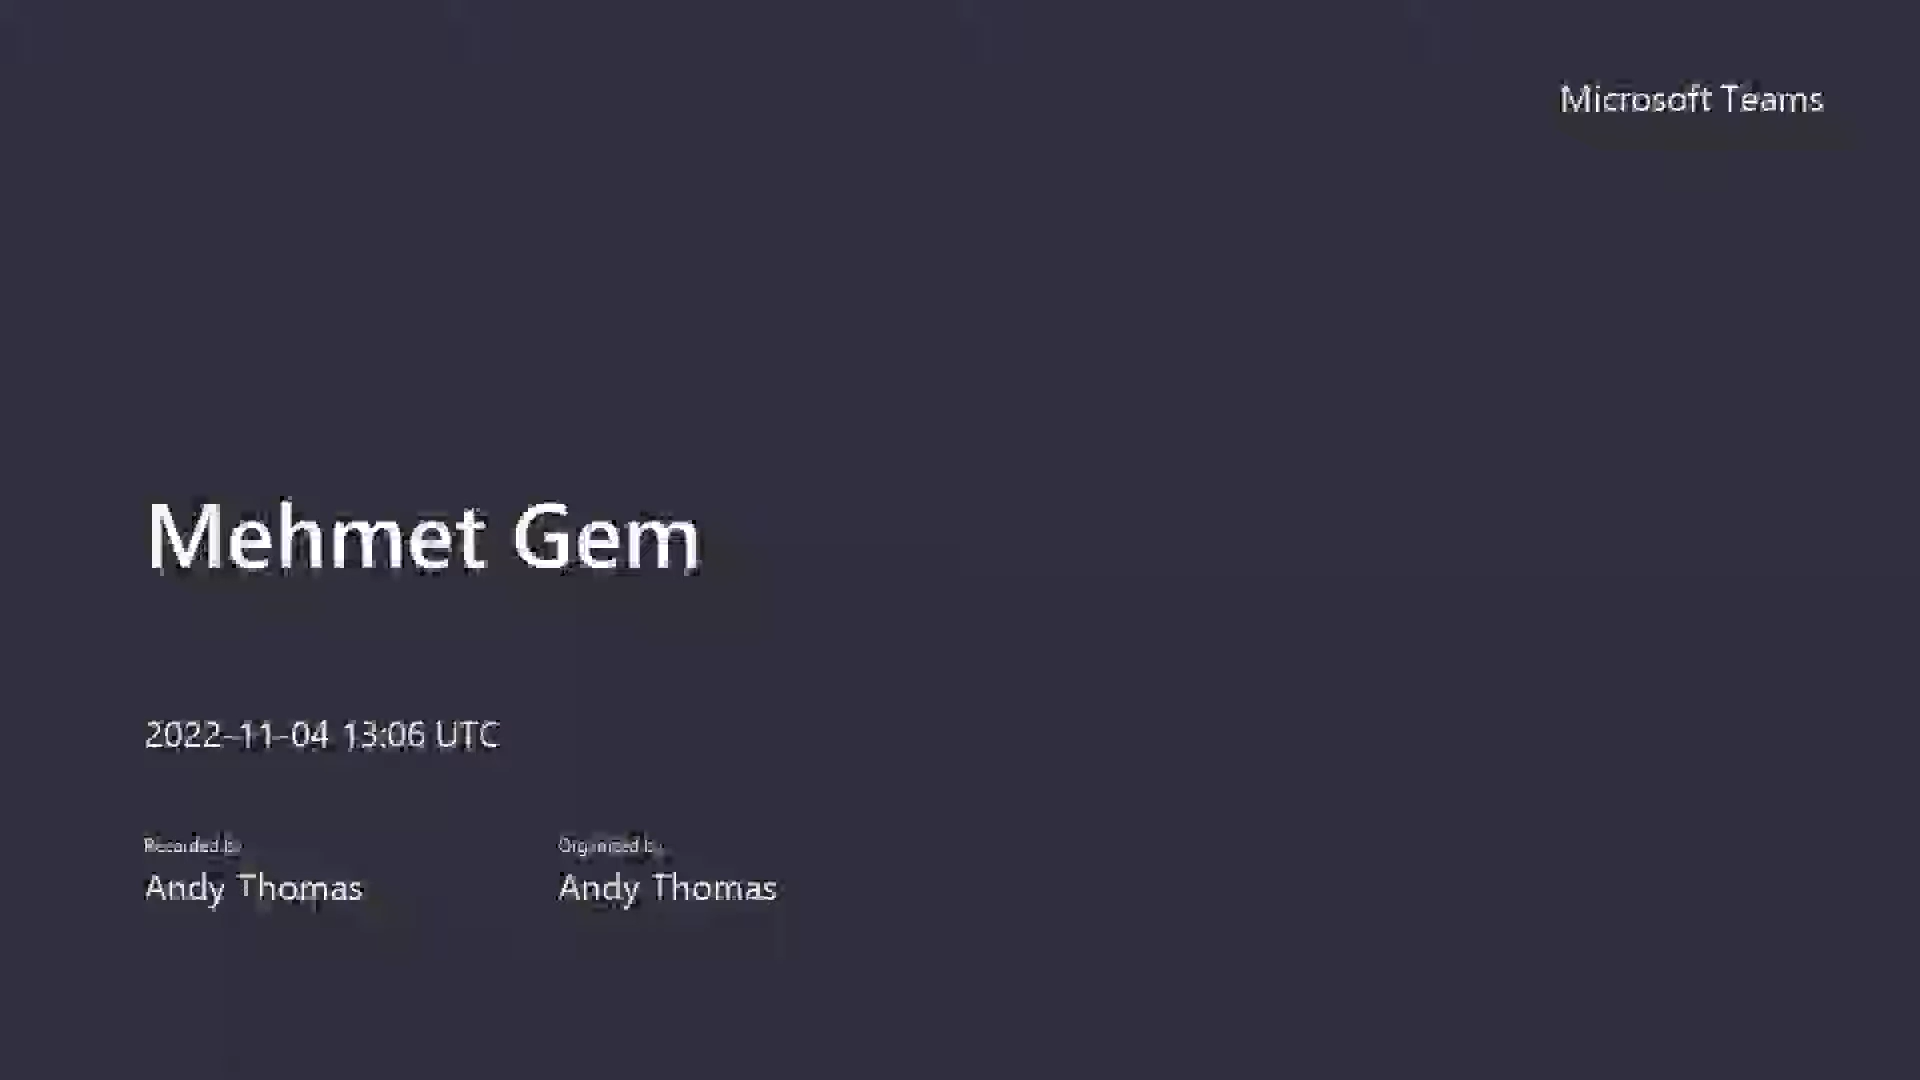 Microsoft Teams
Mehmet Gem
2022-11-04 13:06 UTC
Recorded by
Organized by
Andy Thomas
Andy Thomas